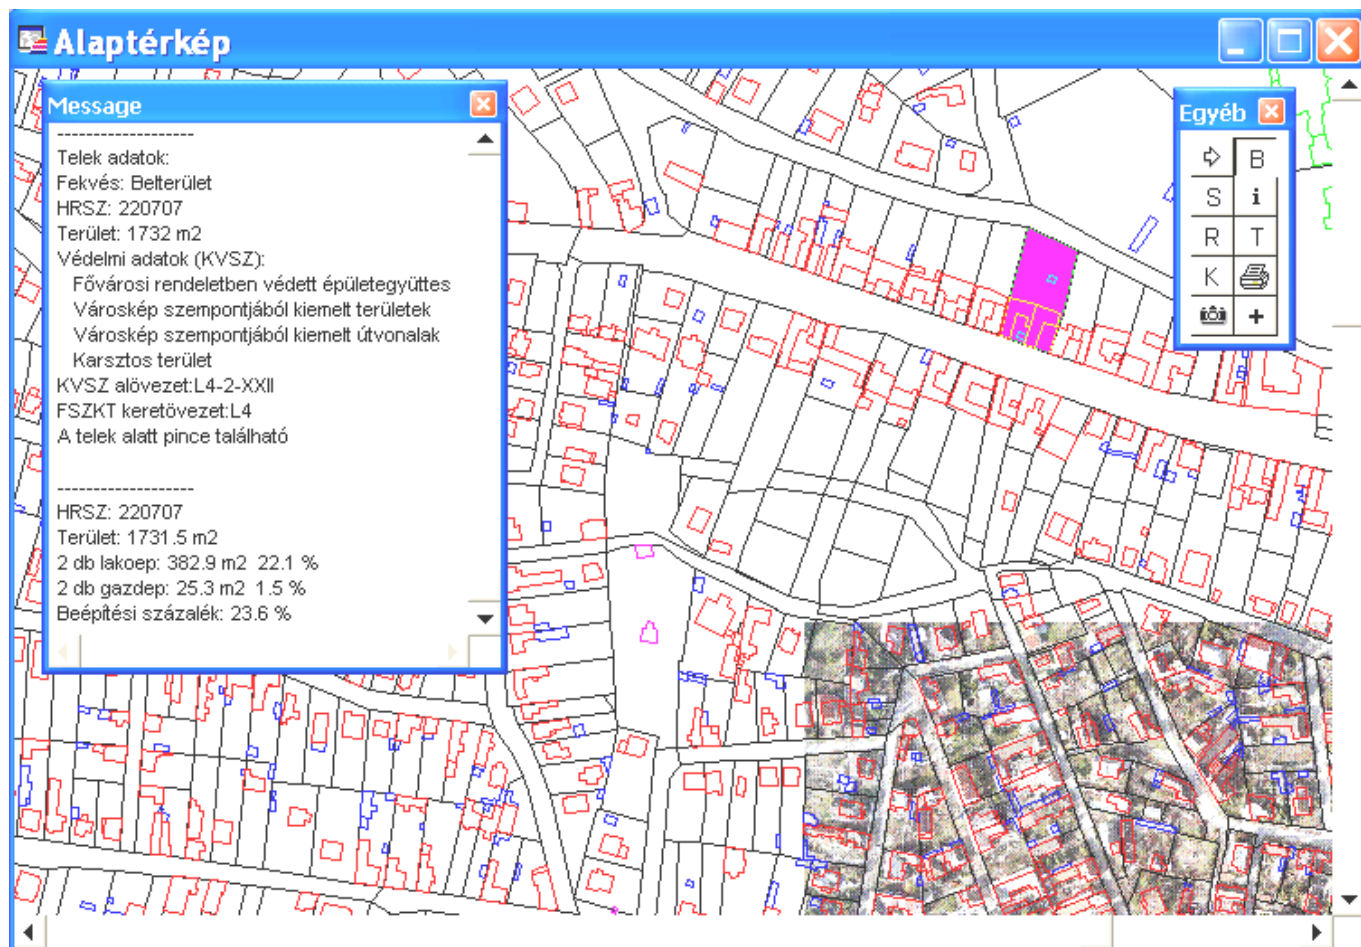 Alaptérkép
Message
-------------------
Telek adatok:
Fekvés: Belterület
HRSZ: 220707
Terület: 1732 m2
Védelmi adatok (KVSZ):
Fővárosi rendeletben védett épületegyüttes
Városkép szempontjából kiemelt területek
Városkép szempontjából kiemelt útvonalak
Karsztos terület
KVSZ alövezet:L4-2-XXII
FSZKT keretövezet:L4
A telek alatt pince található
-------------------
HRSZ: 220707
Terület: 1731.5 m2
2 db lakoep: 382.9 m2  22.1 %
2 db gazdep: 25.3 m2  1.5 %
Beépítési százalék: 23.6 %
Egyéb
B
S i
R T
K
+